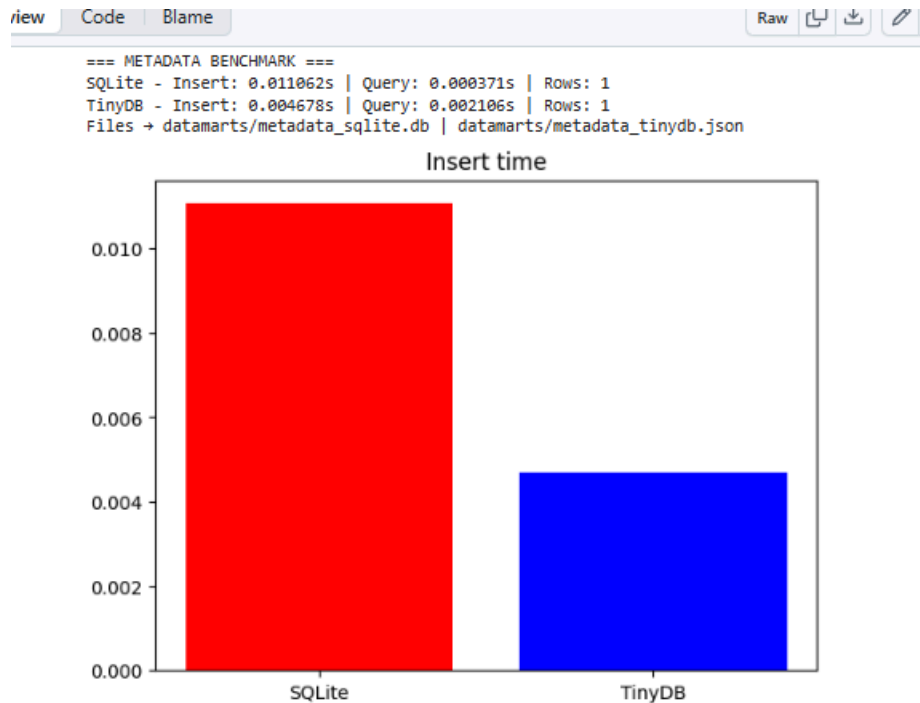 Code Blame Raw
=== METADATA BENCHMARK ===
SQLite - Insert: 0.011062s | Query: 0.000371s | Rows: 1
TinyDB - Insert: 0.004678s | Query: 0.002106s | Rows: 1
Files → datamarts/metadata_sqlite.db | datamarts/metadata_tinydb.json
Insert time
0.010
0.008
0.006
0.004
0.002
0.000
SQLite TinyDB